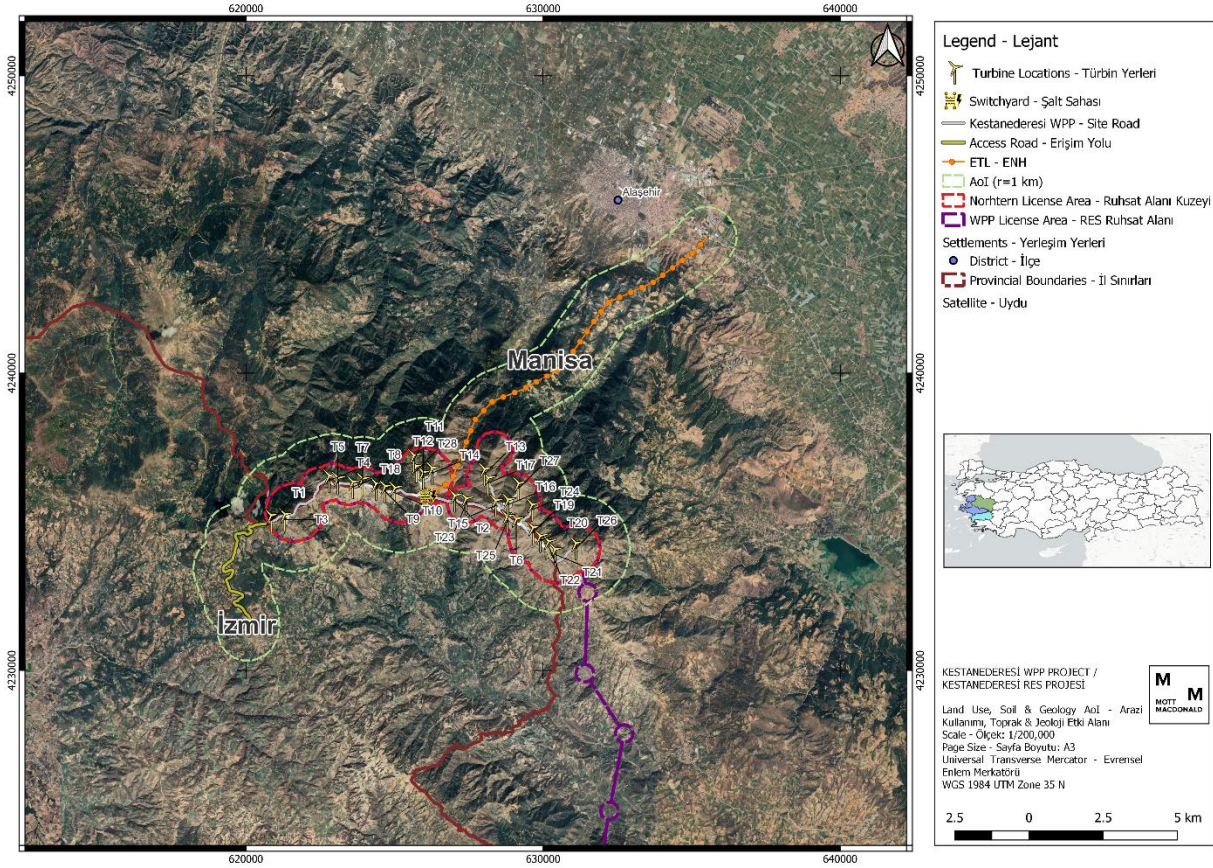 620000
630000
640000
4250000
4250000
Alaşehir
4240000
4240000
Manisa
T11
T5
T7
T12
T28
T13
T8
T4
T14
T27
T18
T17
T1
T16
T24
T19
T3
T9
T10
T15
T2
T20
T26
T23
T25
T6
T21
T22
İzmir
4230000
4230000
620000
630000
640000
Legend - Lejant
Turbine Locations - Türbin Yerleri
Switchyard - Şalt Sahası
Kestanederesi WPP - Site Road
Access Road - Erişim Yolu
ETL - ENH
AoI (r=1 km)
Norhtern License Area - Ruhsat Alanı Kuzeyi
WPP License Area - RES Ruhsat Alanı
Settlements - Yerleşim Yerleri
District - İlçe
Provincial Boundaries - İl Sınırları
Satellite - Uydu
KESTANEDERESİ WPP PROJECT /
KESTANEDERESİ RES PROJESİ
M
M
MOTT
MACDONALD
Land Use, Soil & Geology AoI - Arazi
Kullanımı, Toprak & Jeoloji Etki Alanı
Scale - Ölçek: 1/200,000
Page Size - Sayfa Boyutu: A3
Universal Transverse Mercator - Evrensel
Enlem Merkatörü
WGS 1984 UTM Zone 35 N
2.5 0 2.5 5 km